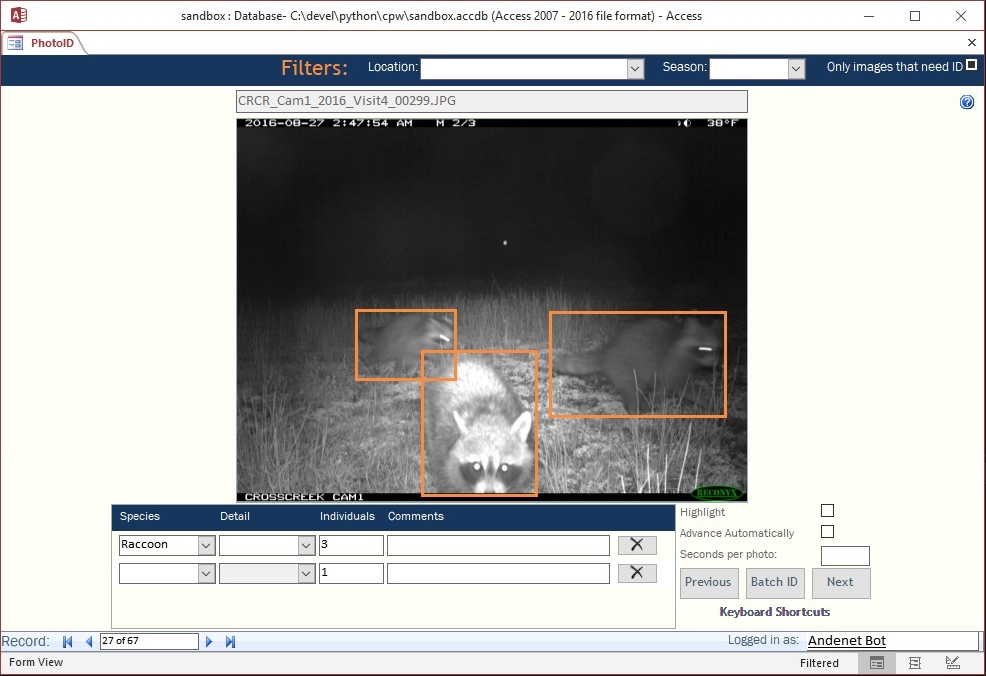 sandbox : Database- C:\devel\python\cpw\sandbox.accdb (Access 2007 - 2016 file format) - Access
PhotoID
Filters: Location: Season: Only images that need ID
CRCR_Cam1_2016_Visit4_00299.JPG
2016-08-27 2:47:54 AM M 2/3 38°F
CROSSCREEK CAM1 RECONYX
Species Detail Individuals Comments
Raccoon 3
1
Highlight
Advance Automatically
Seconds per photo:
Previous Batch ID Next
Keyboard Shortcuts
Record: 27 of 67 Logged in as: Andenet Bot
Form View Filtered